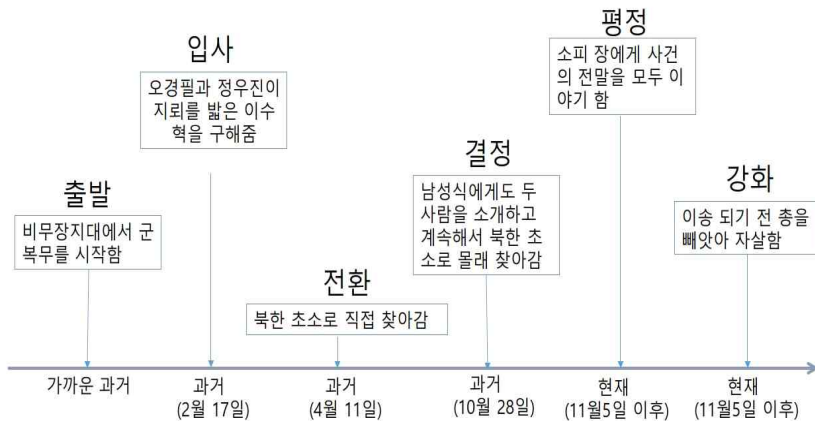 출발
비무장지대에서 군
복무를 시작함
입사
오경필과 정우진이
지뢰를 밟은 이수
혁을 구해줌
전환
북한 초소로 직접 찾아감
결정
남성식에게도 두
사람을 소개하고
계속해서 북한 초
소로 몰래 찾아감
평정
소피 장에게 사건
의 전말을 모두 이
야기 함
강화
이송 되기 전 총을
빼앗아 자살함
가까운 과거
과거
(2월 17일)
과거
(4월 11일)
과거
(10월 28일)
현재
(11월5일 이후)
현재
(11월5일 이후)